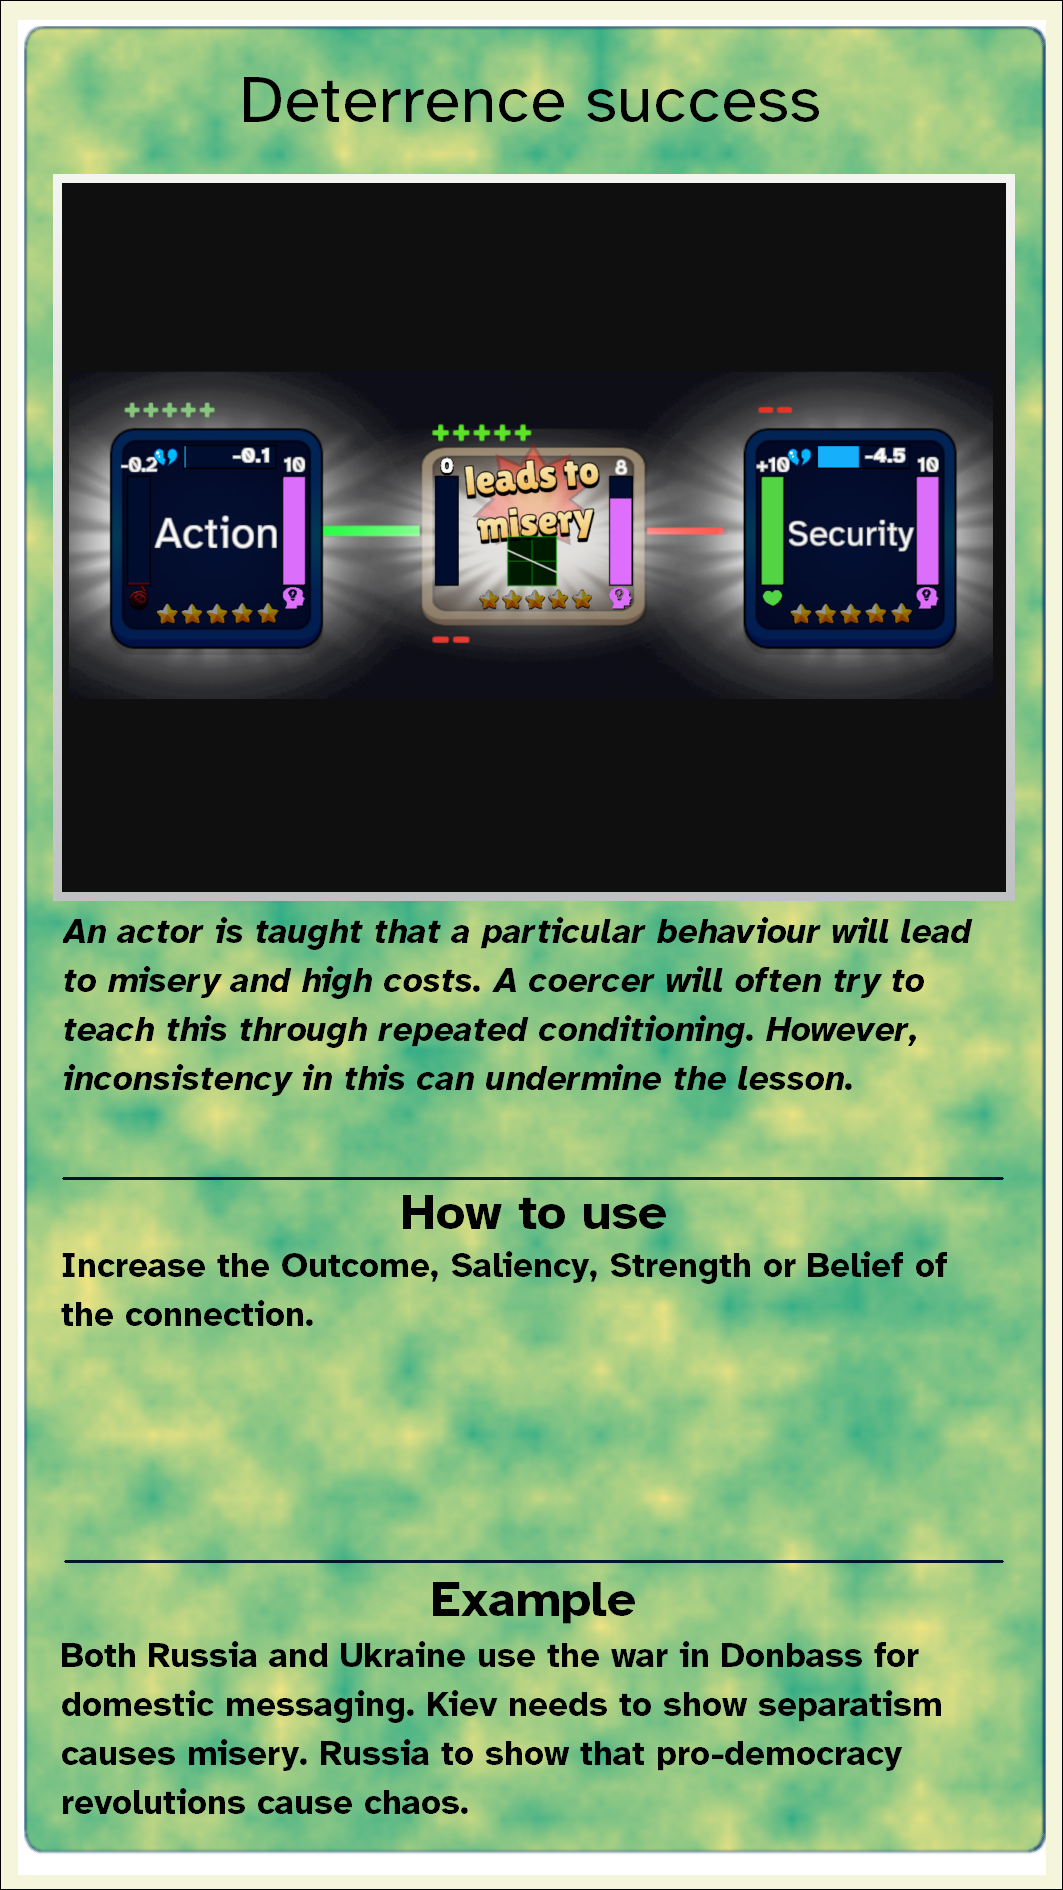 Deterrence success
+++++
-0.2 -0.1 10
Action
+++++
0 8
leads to
misery
--
--
+10 -4.5 10
Security
An actor is taught that a particular behaviour will lead
to misery and high costs. A coercer will often try to
teach this through repeated conditioning. However,
inconsistency in this can undermine the lesson.
How to use
Increase the Outcome, Saliency, Strength or Belief of
the connection.
Example
Both Russia and Ukraine use the war in Donbass for
domestic messaging. Kiev needs to show separatism
causes misery. Russia to show that pro-democracy
revolutions cause chaos.